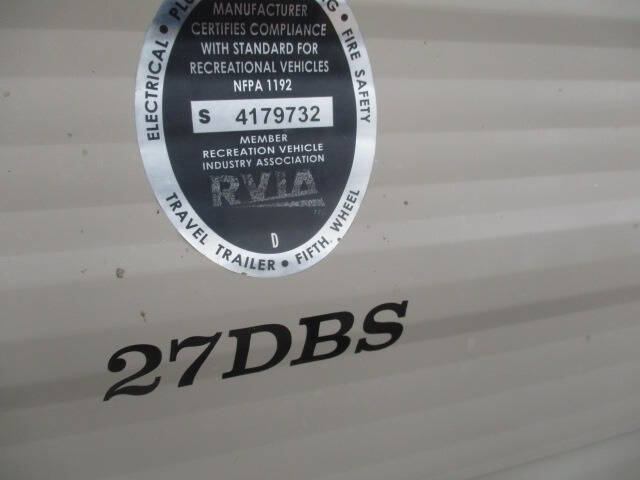 ELECTRICAL •
• FIRE SAFETY
MANUFACTURER
CERTIFIES COMPLIANCE
WITH STANDARD FOR
RECREATIONAL VEHICLES
NFPA 1192
S 4179732
MEMBER
RECREATION VEHICLE
INDUSTRY ASSOCIATION
RVIA
D
TRAVEL TRAILER • FIFTH WHEEL
27DBS